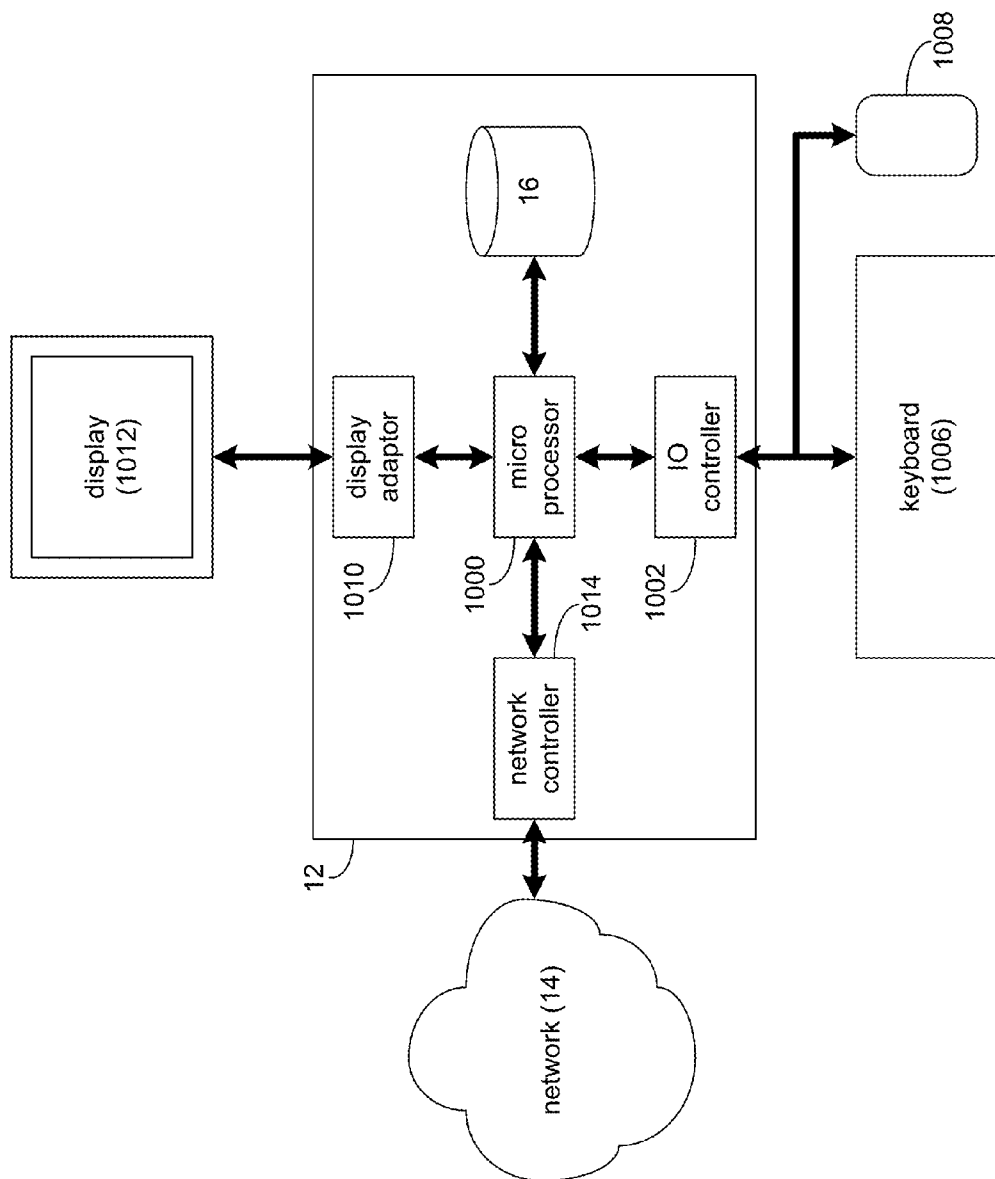 display
(1012)
display
adaptor
1010
16
micro
processor
1000
1014
network
controller
IO
controller
1002
12
network (14)
keyboard
(1006)
1008